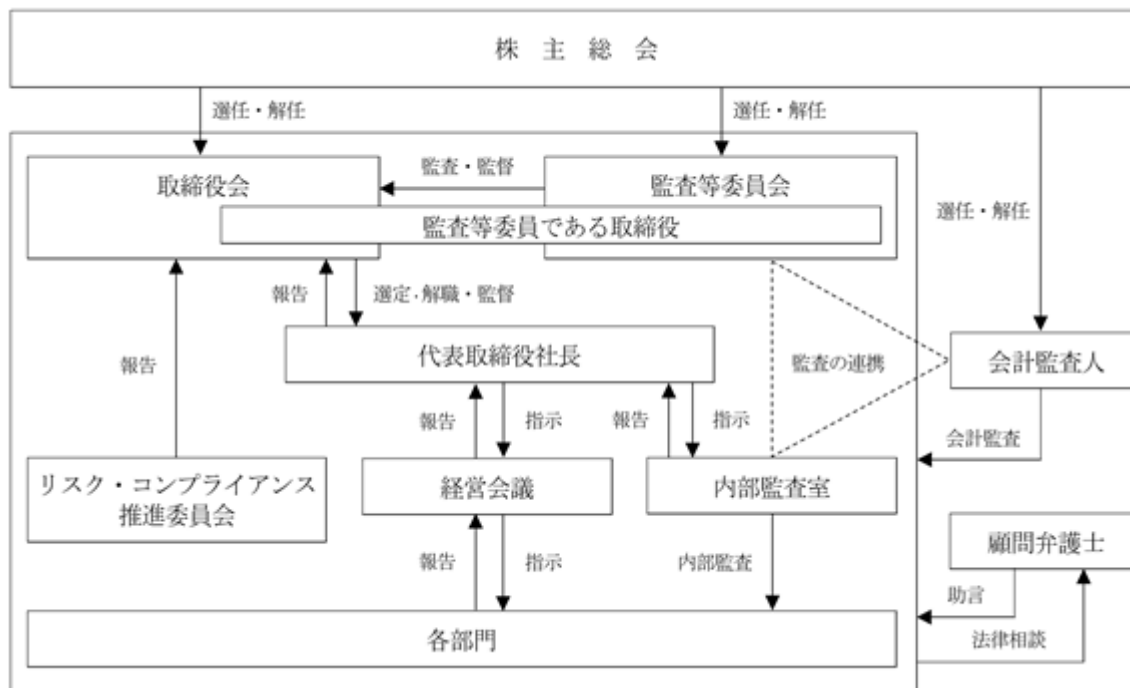 株主総会
選任・解任
選任・解任
選任・解任
取締役会
監査・監督
監査等委員会
監査等委員である取締役
報告
選定，解職・監督
報告
代表取締役社長
監査の連携
会計監査人
報告
指示
報告
指示
会計監査
リスク・コンプライアンス
推進委員会
経営会議
内部監査室
報告
指示
内部監査
顧問弁護士
助言
法律相談
各部門